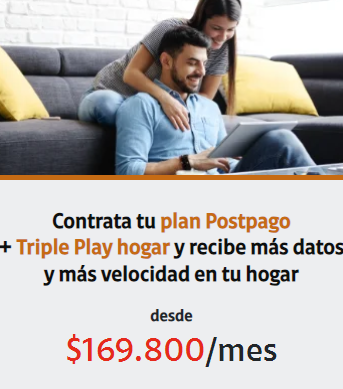 Contrata tu plan Postpago
+ Triple Play hogar y recibe más datos
y más velocidad en tu hogar
desde
$169.800/mes